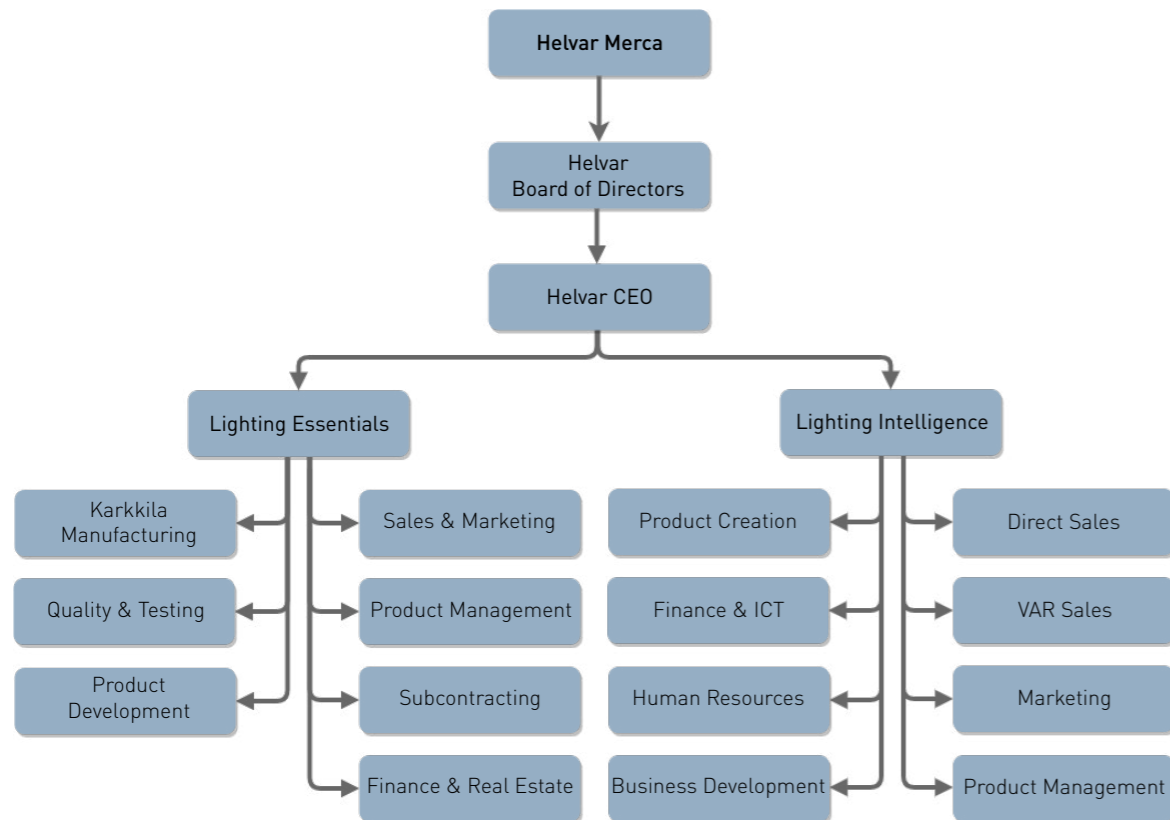 Helvar Merca
Helvar
Board of Directors
Helvar CEO
Lighting Essentials
Lighting Intelligence
Karkkila
Manufacturing
Sales & Marketing
Product Creation
Direct Sales
Quality & Testing
Product Management
Finance & ICT
VAR Sales
Product
Development
Subcontracting
Human Resources
Marketing
Finance & Real Estate
Business Development
Product Management